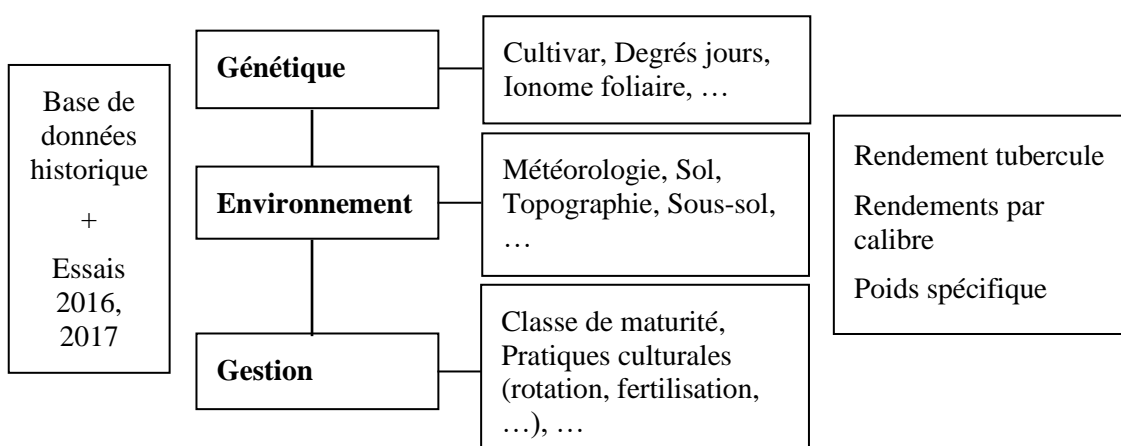 Base de
données
historique
+
Essais
2016,
2017
Génétique
Cultivar, Degrés jours,
Ionome foliaire, …
Environnement
Météorologie, Sol,
Topographie, Sous-sol,
…
Gestion
Classe de maturité,
Pratiques culturales
(rotation, fertilisation,
…), …
Rendement tubercule
Rendements par
calibre
Poids spécifique